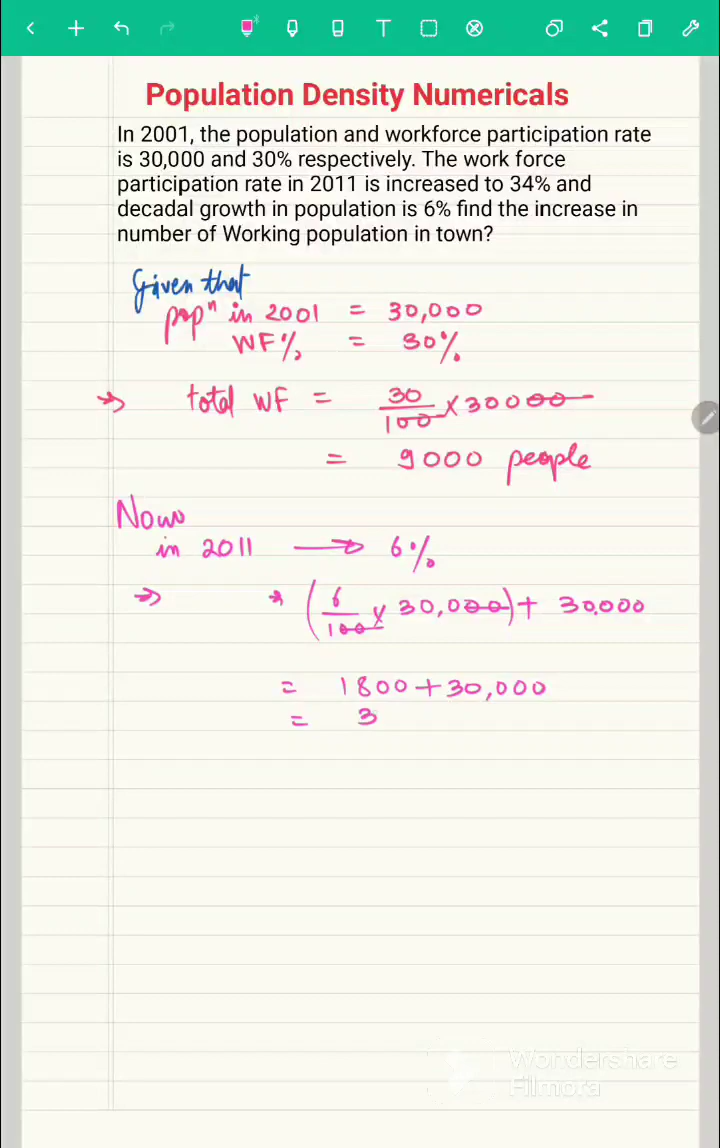 Population Density Numericals
In 2001, the population and workforce participation rate
is 30,000 and 30% respectively. The work force
participation rate in 2011 is increased to 34% and
decadal growth in population is 6% find the increase in
number of Working population in town?
Given that
popⁿ in 2001 = 30,000
WF% = 30%
→ total WF = 30/100 × 30000
= 9000 people
Now
in 2011 → 6%
→ → (6/100 × 30,000) + 30,000
= 1800 + 30,000
= 3
Wondershare
Filmora